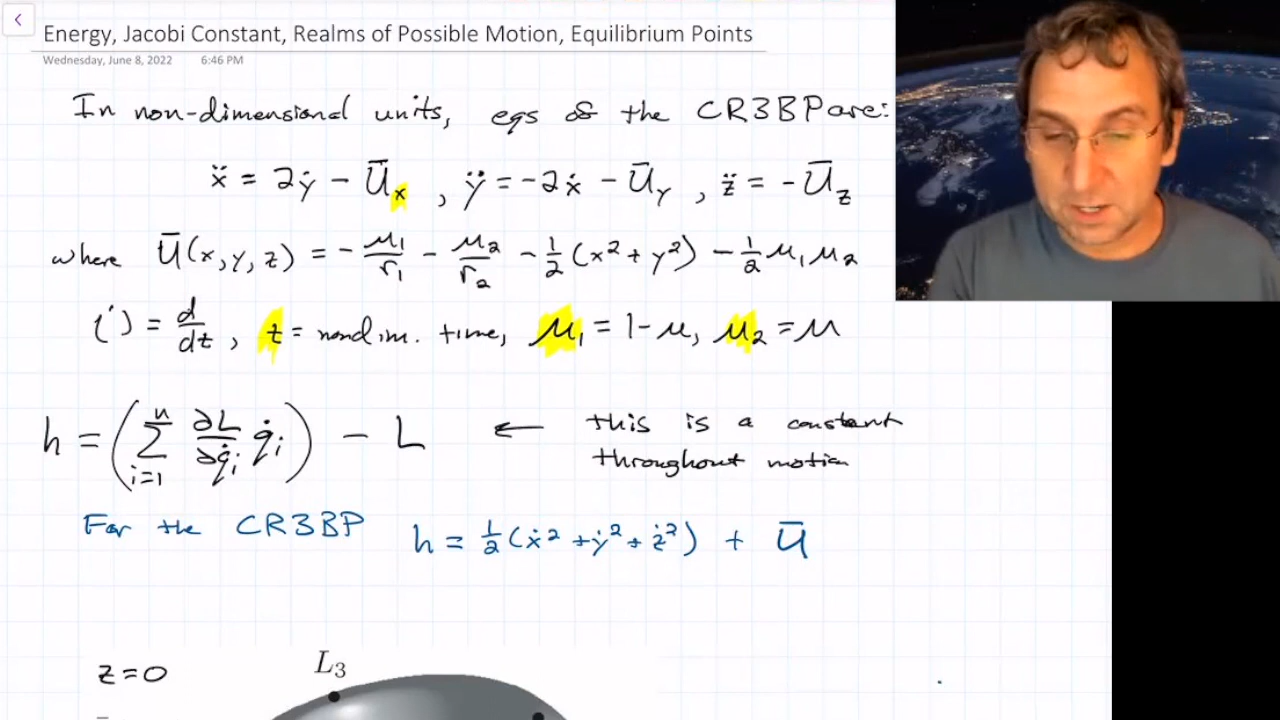 Energy, Jacobi Constant, Realms of Possible Motion, Equilibrium Points
Wednesday, June 8, 2022 6:46 PM
In non-dimensional units, eqs of the CR3BP are:
ẍ = 2ẏ − Ū_x , ÿ = −2ẋ − Ū_y , z̈ = −Ū_z
where Ū(x,y,z) = −μ₁/r₁ − μ₂/r₂ − ½(x² + y²) − ½μ₁μ₂
(˙) = d/dt , t = nondim. time, μ₁ = 1−μ, μ₂ = μ
h = (∑_{i=1}^{n} ∂L/∂q̇_i q̇_i) − L ← this is a constant
throughout motion
For the CR3BP h = ½(ẋ² + ẏ² + ż²) + Ū
z=0 L₃